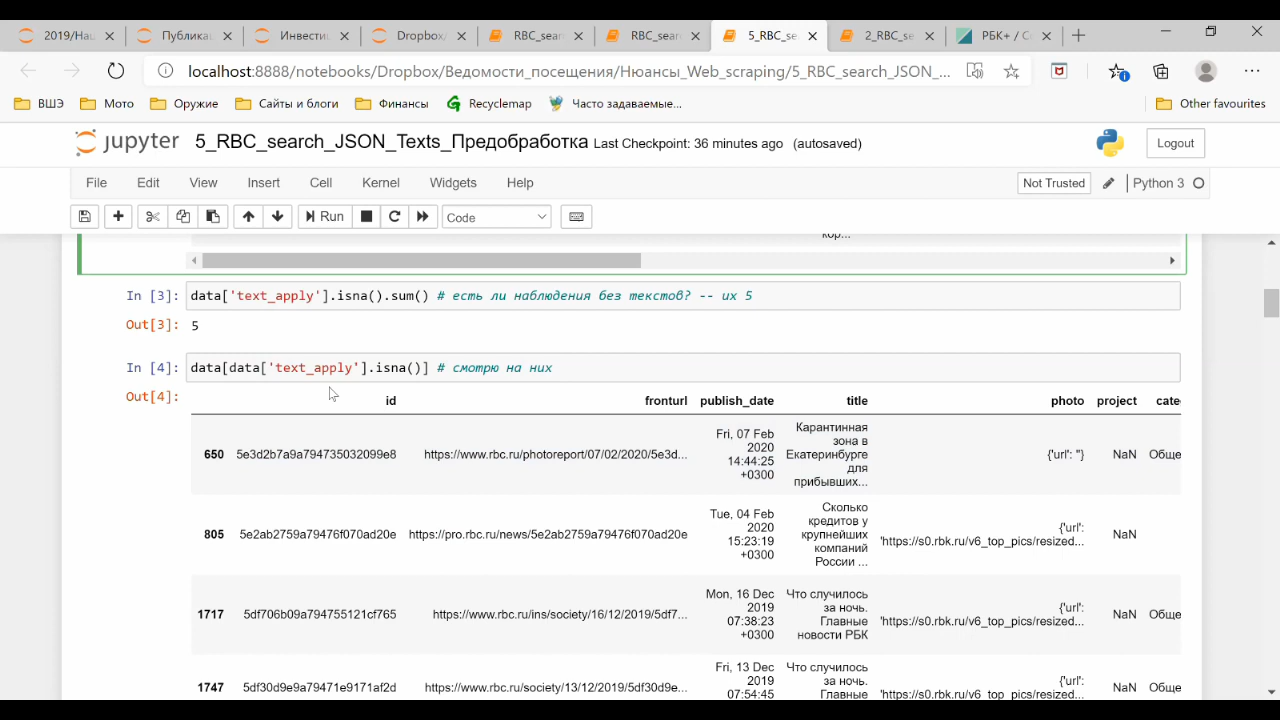 2019/Наш
Публикац
Инвестиц
Dropbox/
RBC_sear
RBC_sear
5_RBC_se
2_RBC_se
РБК+ / С
localhost:8888/notebooks/Dropbox/Ведомости_посещения/Нюансы_Web_scraping/5_RBC_search_JSON_...
ВШЭ
Мото
Оружие
Сайты и блоги
Финансы
Recyclemap
Часто задаваемые...
Other favourites
jupyter 5_RBC_search_JSON_Texts_Предобработка Last Checkpoint: 36 minutes ago (autosaved)
Logout
File Edit View Insert Cell Kernel Widgets Help
Not Trusted
Python 3
Run
Code
кор...
In [3]: data['text_apply'].isna().sum() # есть ли наблюдения без текстов? -- их 5
Out[3]: 5
In [4]: data[data['text_apply'].isna()] # смотрю на них
Out[4]:
id fronturl publish_date title photo project cate
650 5e3d2b7a9a794735032099e8 https://www.rbc.ru/photoreport/07/02/2020/5e3d...
Fri, 07 Feb
2020
14:44:25
+0300
Карантинная
зона в
Екатеринбурге
для
прибывших...
{'url': ''} NaN Обще
805 5e2ab2759a79476f070ad20e https://pro.rbc.ru/news/5e2ab2759a79476f070ad20e
Tue, 04 Feb
2020
15:23:19
+0300
Сколько
кредитов у
крупнейших
компаний
России ...
{'url':
'https://s0.rbk.ru/v6_top_pics/resized...
NaN
1717 5df706b09a794755121cf765 https://www.rbc.ru/ins/society/16/12/2019/5df7...
Mon, 16 Dec
2019
07:38:23
+0300
Что случилось
за ночь.
Главные
новости РБК
{'url':
'https://s0.rbk.ru/v6_top_pics/resized...
NaN Обще
1747 5df30d9e9a79471e9171af2d https://www.rbc.ru/society/13/12/2019/5df30d9e...
Fri, 13 Dec
2019
07:54:45
Что случилось
за ночь.
Главные
{'url':
'https://s0.rbk.ru/v6_top_pics/resized...
NaN Обще